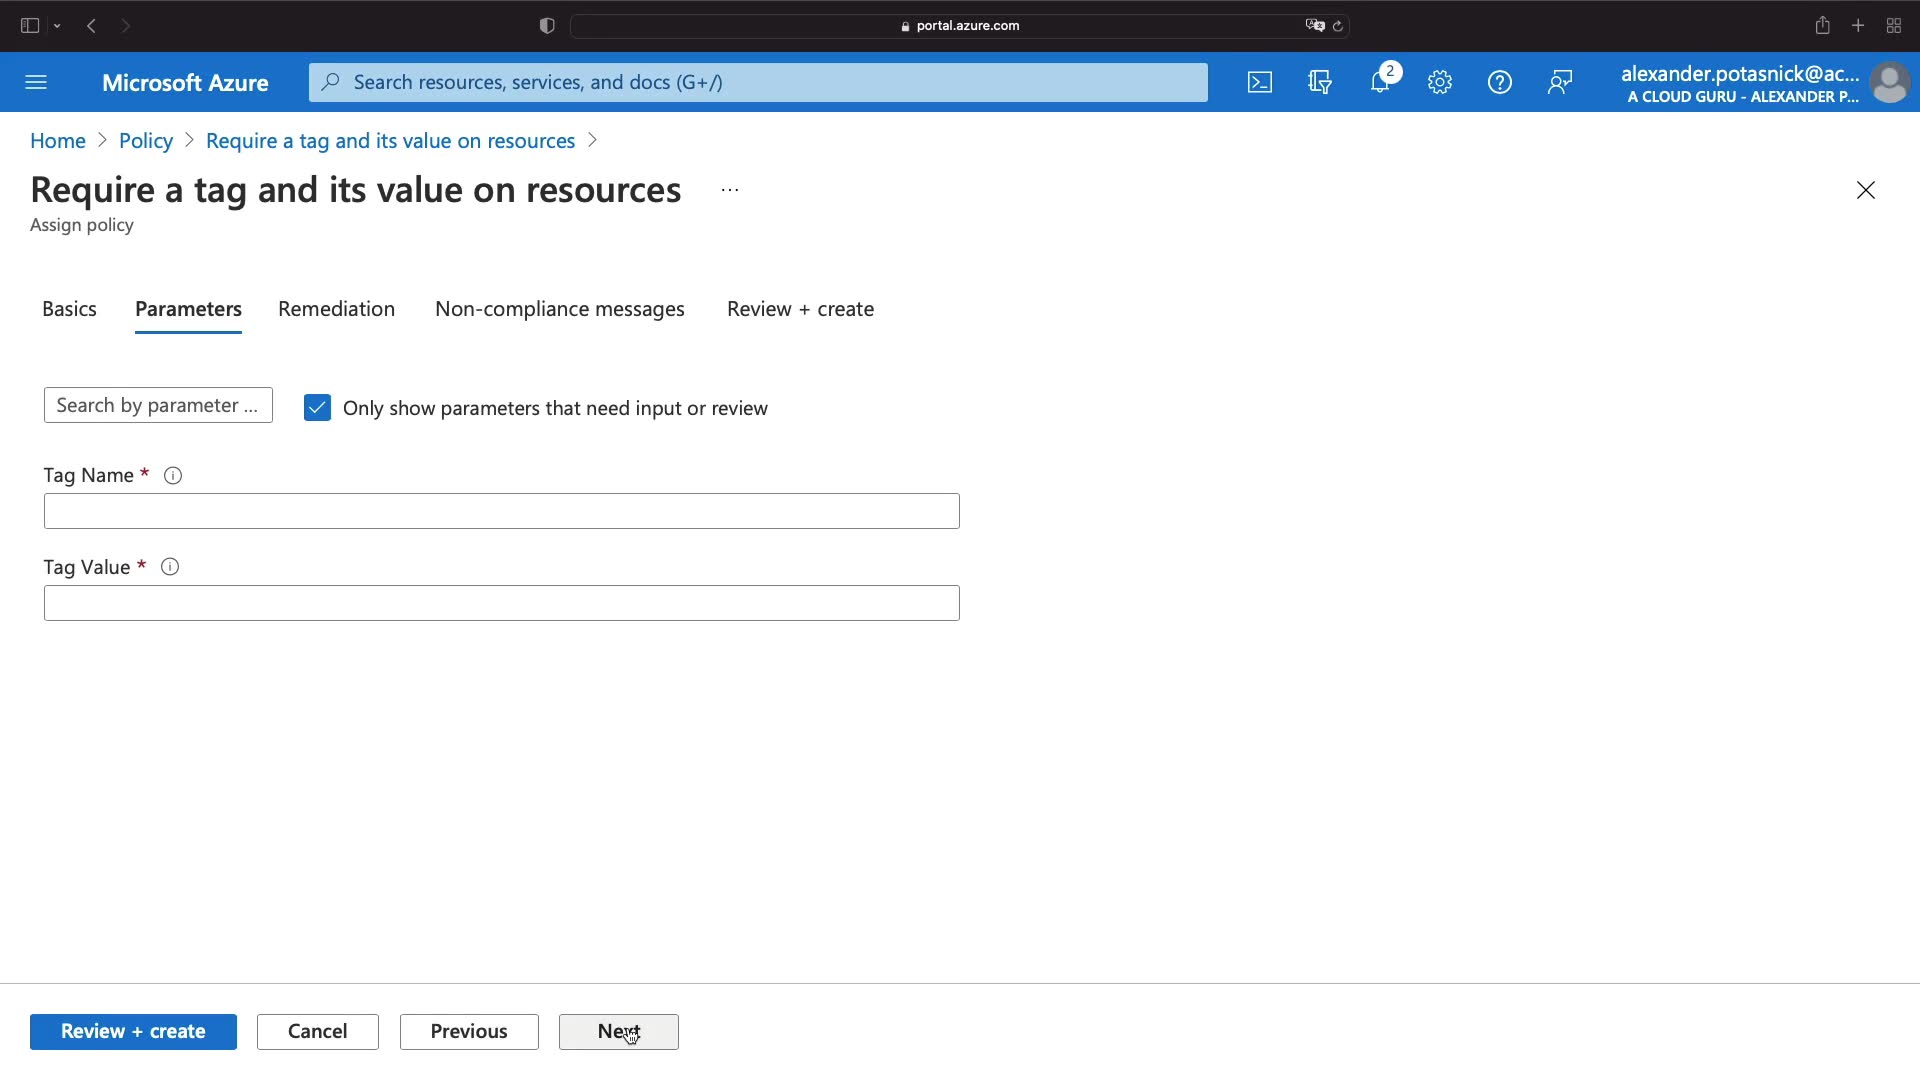 portal.azure.com
Microsoft Azure
Search resources, services, and docs (G+/)
2
alexander.potasnick@ac...
A CLOUD GURU - ALEXANDER P...
Home > Policy > Require a tag and its value on resources >
Require a tag and its value on resources ...
Assign policy
Basics Parameters Remediation Non-compliance messages Review + create
Search by parameter ...
Only show parameters that need input or review
Tag Name *
Tag Value *
Review + create Cancel Previous Next